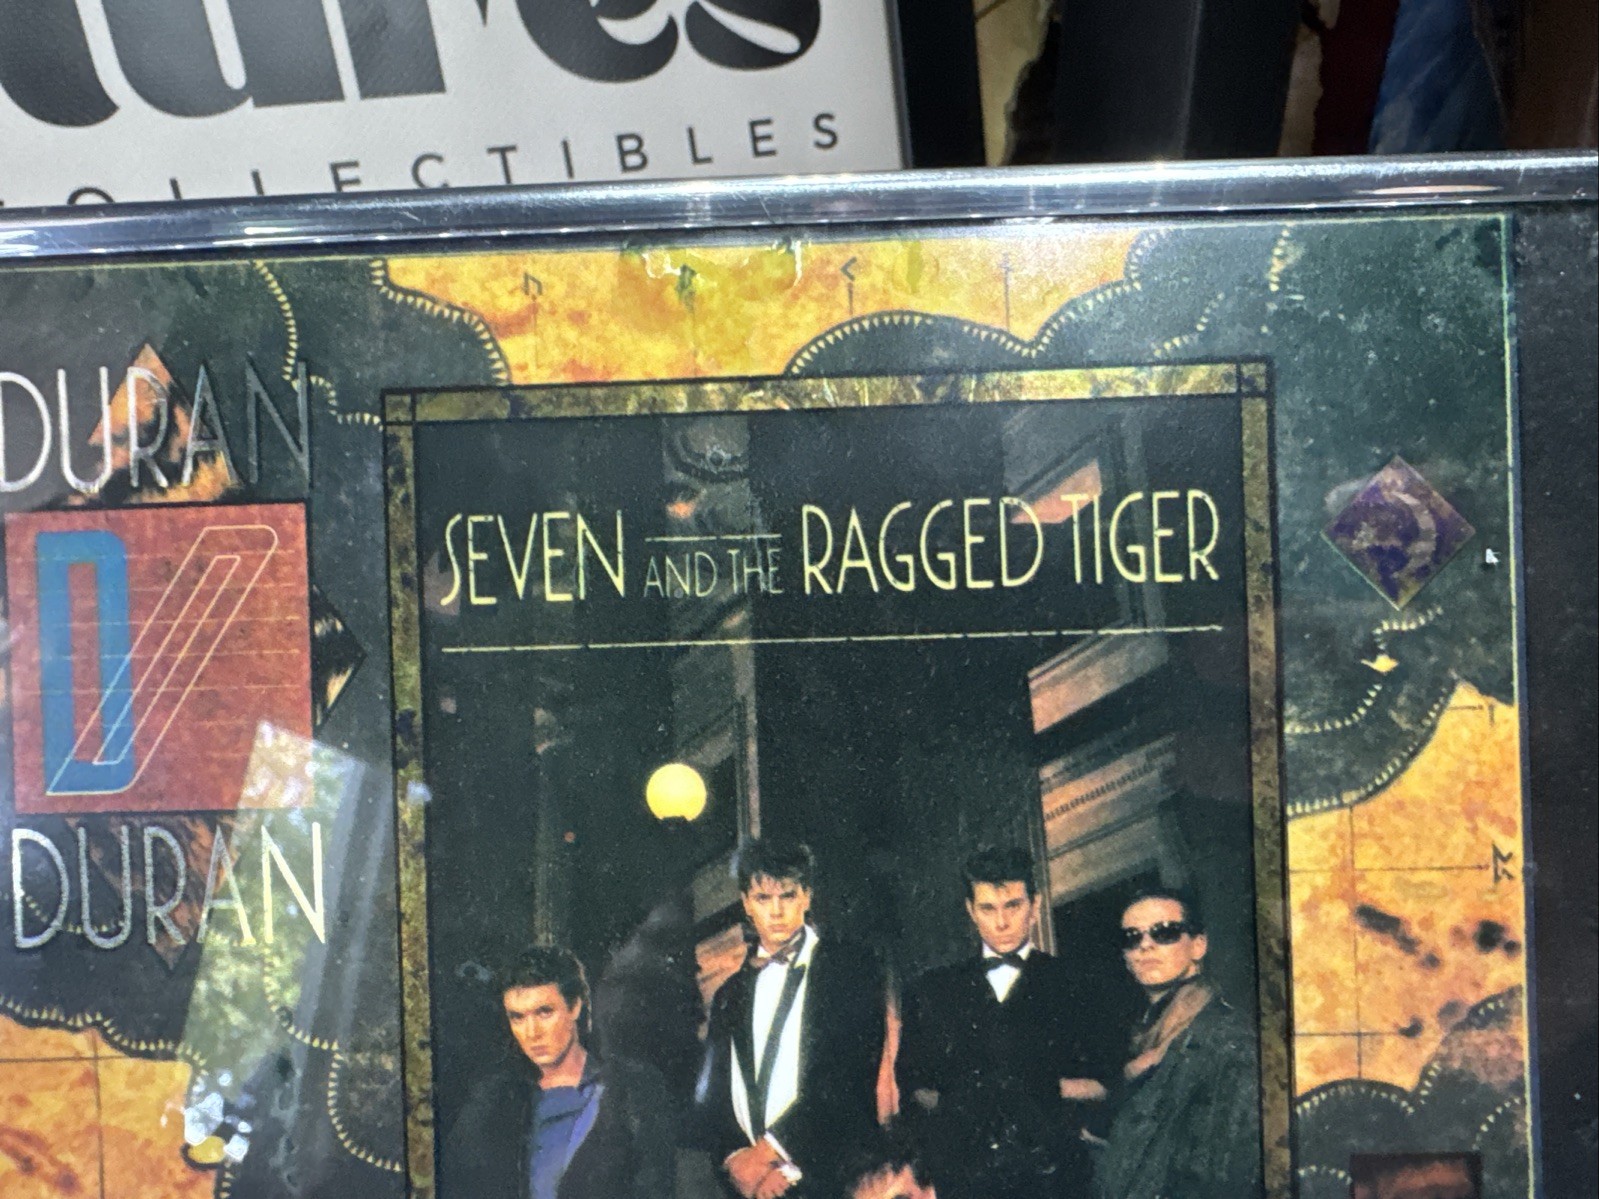 COLLECTIBLES
DURAN
DURAN
SEVEN AND THE RAGGED TIGER